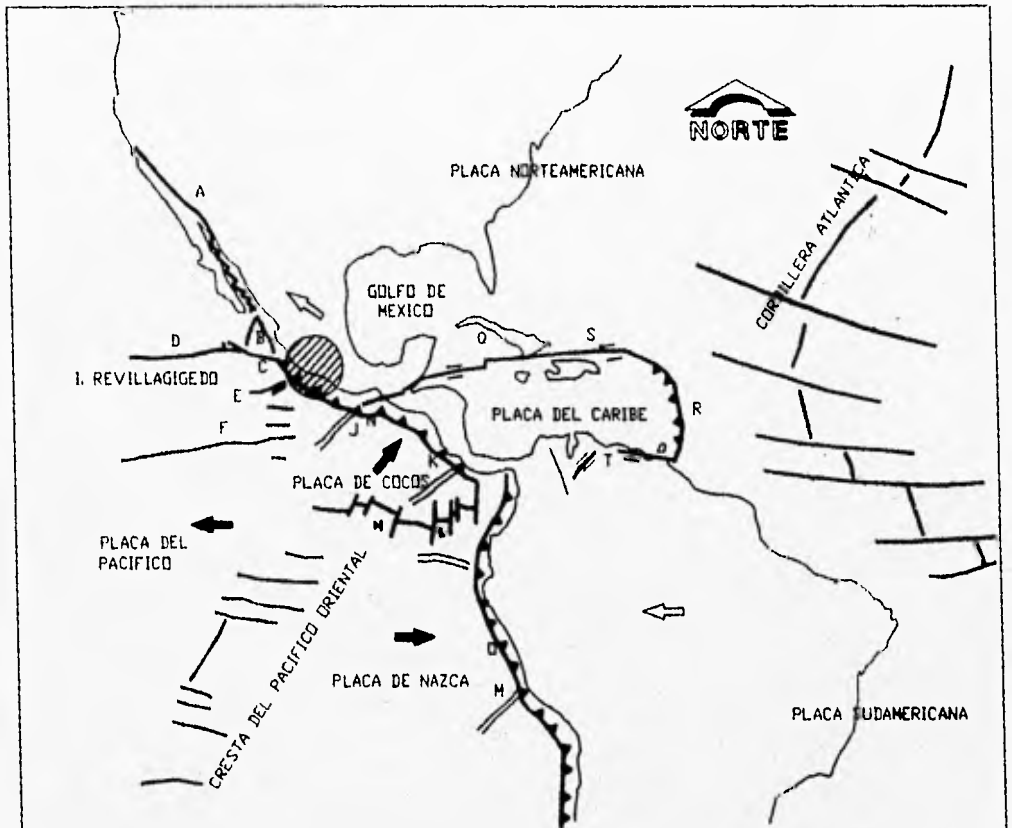 NORTE
A
PLACA NORTEAMERICANA
CORDILLERA ATLANTICA
GOLFO DE
MEXICO
B
D
Q
S
C
I. REVILLAGIGEDO
E
PLACA DEL CARIBE
R
F
J
N
K
T
PLACA DE COCOS
H
L
PLACA DEL
PACIFICO
CRESTA DEL PACIFICO ORIENTAL
O
PLACA DE NAZCA
M
PLACA SUDAMERICANA